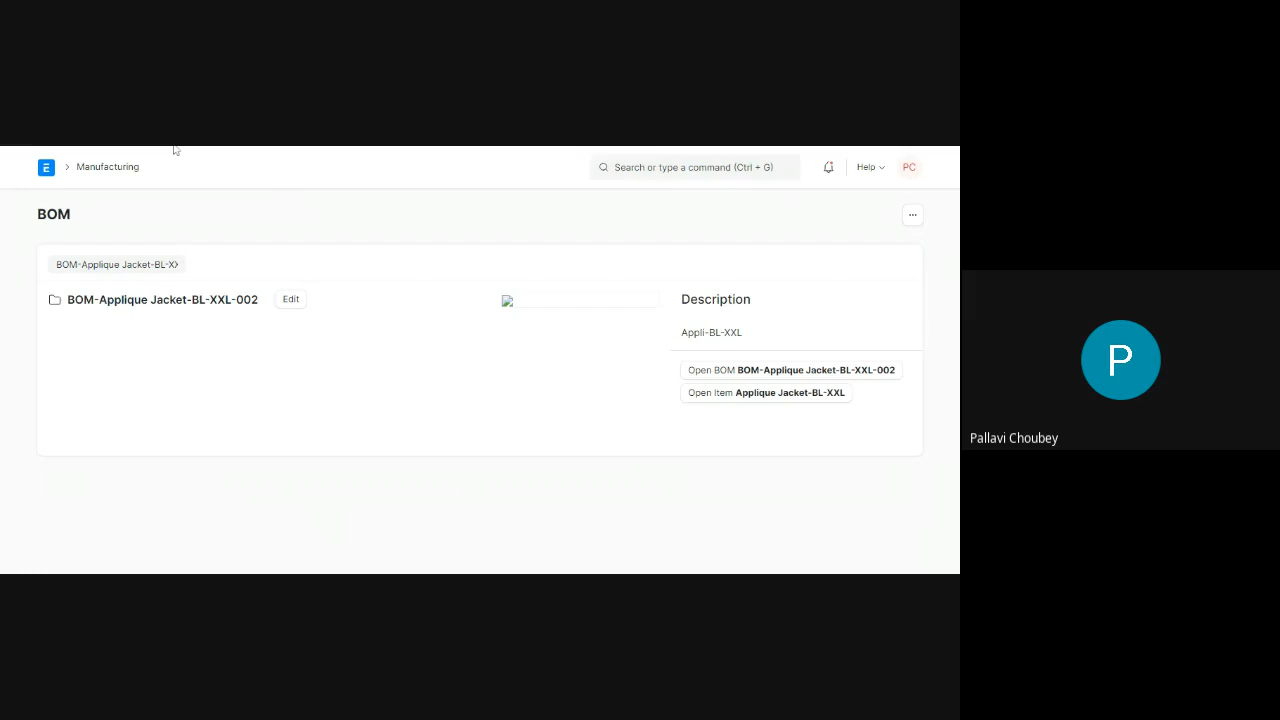 E > Manufacturing
Search or type a command (Ctrl + G)
Help
PC
BOM
...
BOM-Applique Jacket-BL-X
BOM-Applique Jacket-BL-XXL-002
Edit
Description
Appli-BL-XXL
Open BOM BOM-Applique Jacket-BL-XXL-002
Open Item Applique Jacket-BL-XXL
P
Pallavi Choubey